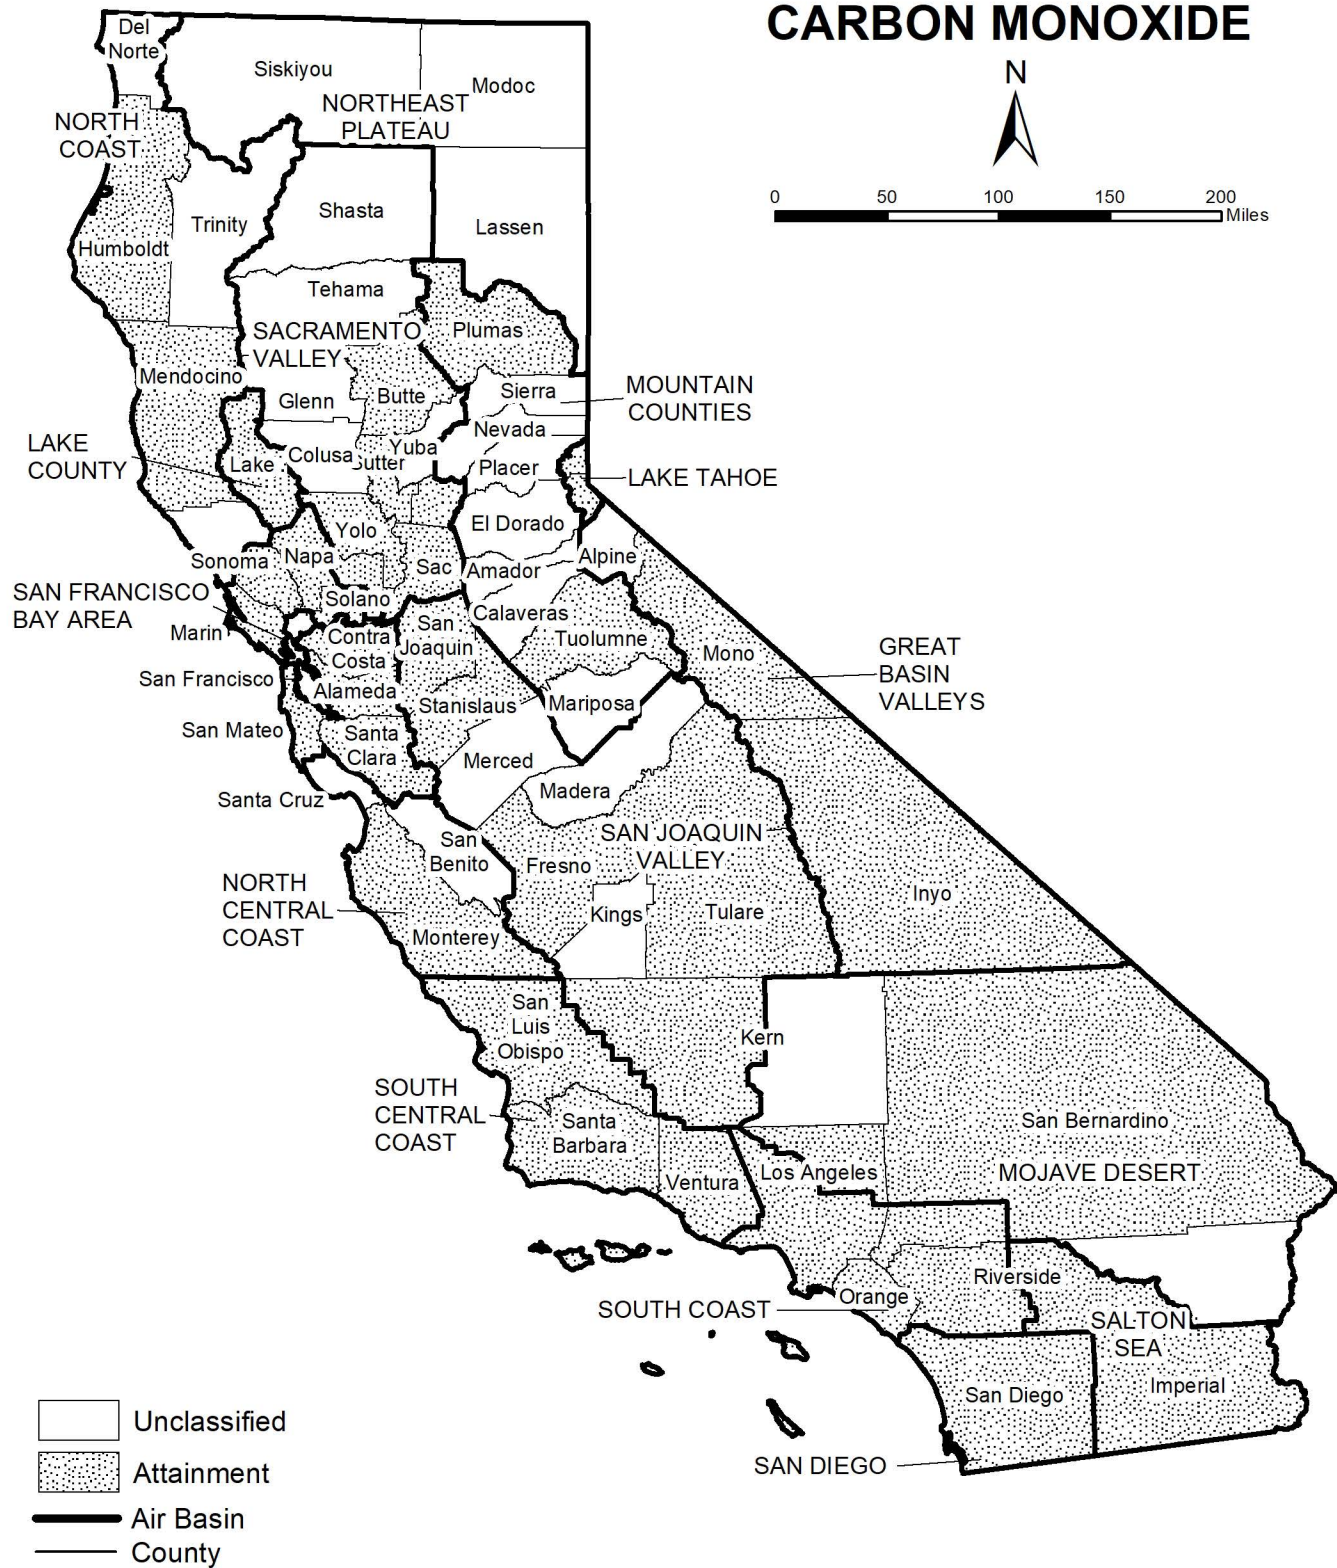 CARBON MONOXIDE
N
0 50 100 150 200
Miles
Del
Norte
Siskiyou
Modoc
NORTHEAST
PLATEAU
NORTH
COAST
Trinity
Shasta
Lassen
Humboldt
Tehama
SACRAMENTO
VALLEY
Plumas
Mendocino
Glenn
Butte
Sierra
MOUNTAIN
COUNTIES
Nevada
LAKE
COUNTY
Lake
Colusa
Yuba
Sutter
Placer
LAKE TAHOE
Yolo
El Dorado
Sonoma
Napa
Sac
Amador
Alpine
SAN FRANCISCO
BAY AREA
Solano
Calaveras
Marin
Contra
Costa
San
Joaquin
Tuolumne
Mono
GREAT
BASIN
VALLEYS
San Francisco
Alameda
Stanislaus
Mariposa
San Mateo
Santa
Clara
Merced
Madera
Santa Cruz
San
Benito
SAN JOAQUIN
VALLEY
Fresno
NORTH
CENTRAL
COAST
Kings
Tulare
Inyo
Monterey
San
Luis
Obispo
Kern
SOUTH
CENTRAL
COAST
Santa
Barbara
San Bernardino
MOJAVE DESERT
Ventura
Los Angeles
Riverside
Orange
SOUTH COAST
SALTON
SEA
San Diego
Imperial
SAN DIEGO
Unclassified
Attainment
Air Basin
County